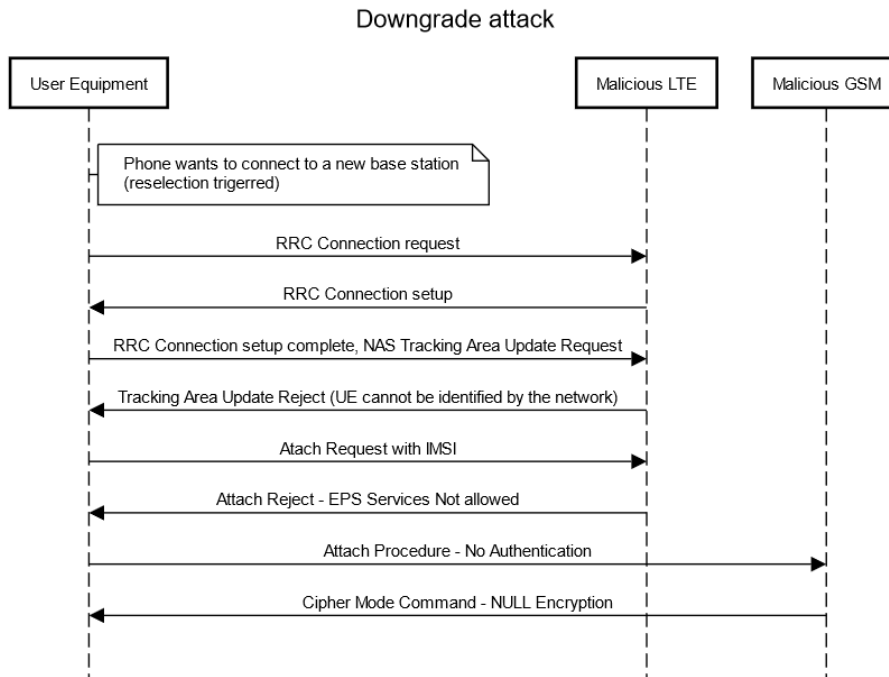 Downgrade attack
User Equipment
Malicious LTE
Malicious GSM
Phone wants to connect to a new base station
(reselection trigerred)
RRC Connection request
RRC Connection setup
RRC Connection setup complete, NAS Tracking Area Update Request
Tracking Area Update Reject (UE cannot be identified by the network)
Atach Request with IMSI
Attach Reject - EPS Services Not allowed
Attach Procedure - No Authentication
Cipher Mode Command - NULL Encryption